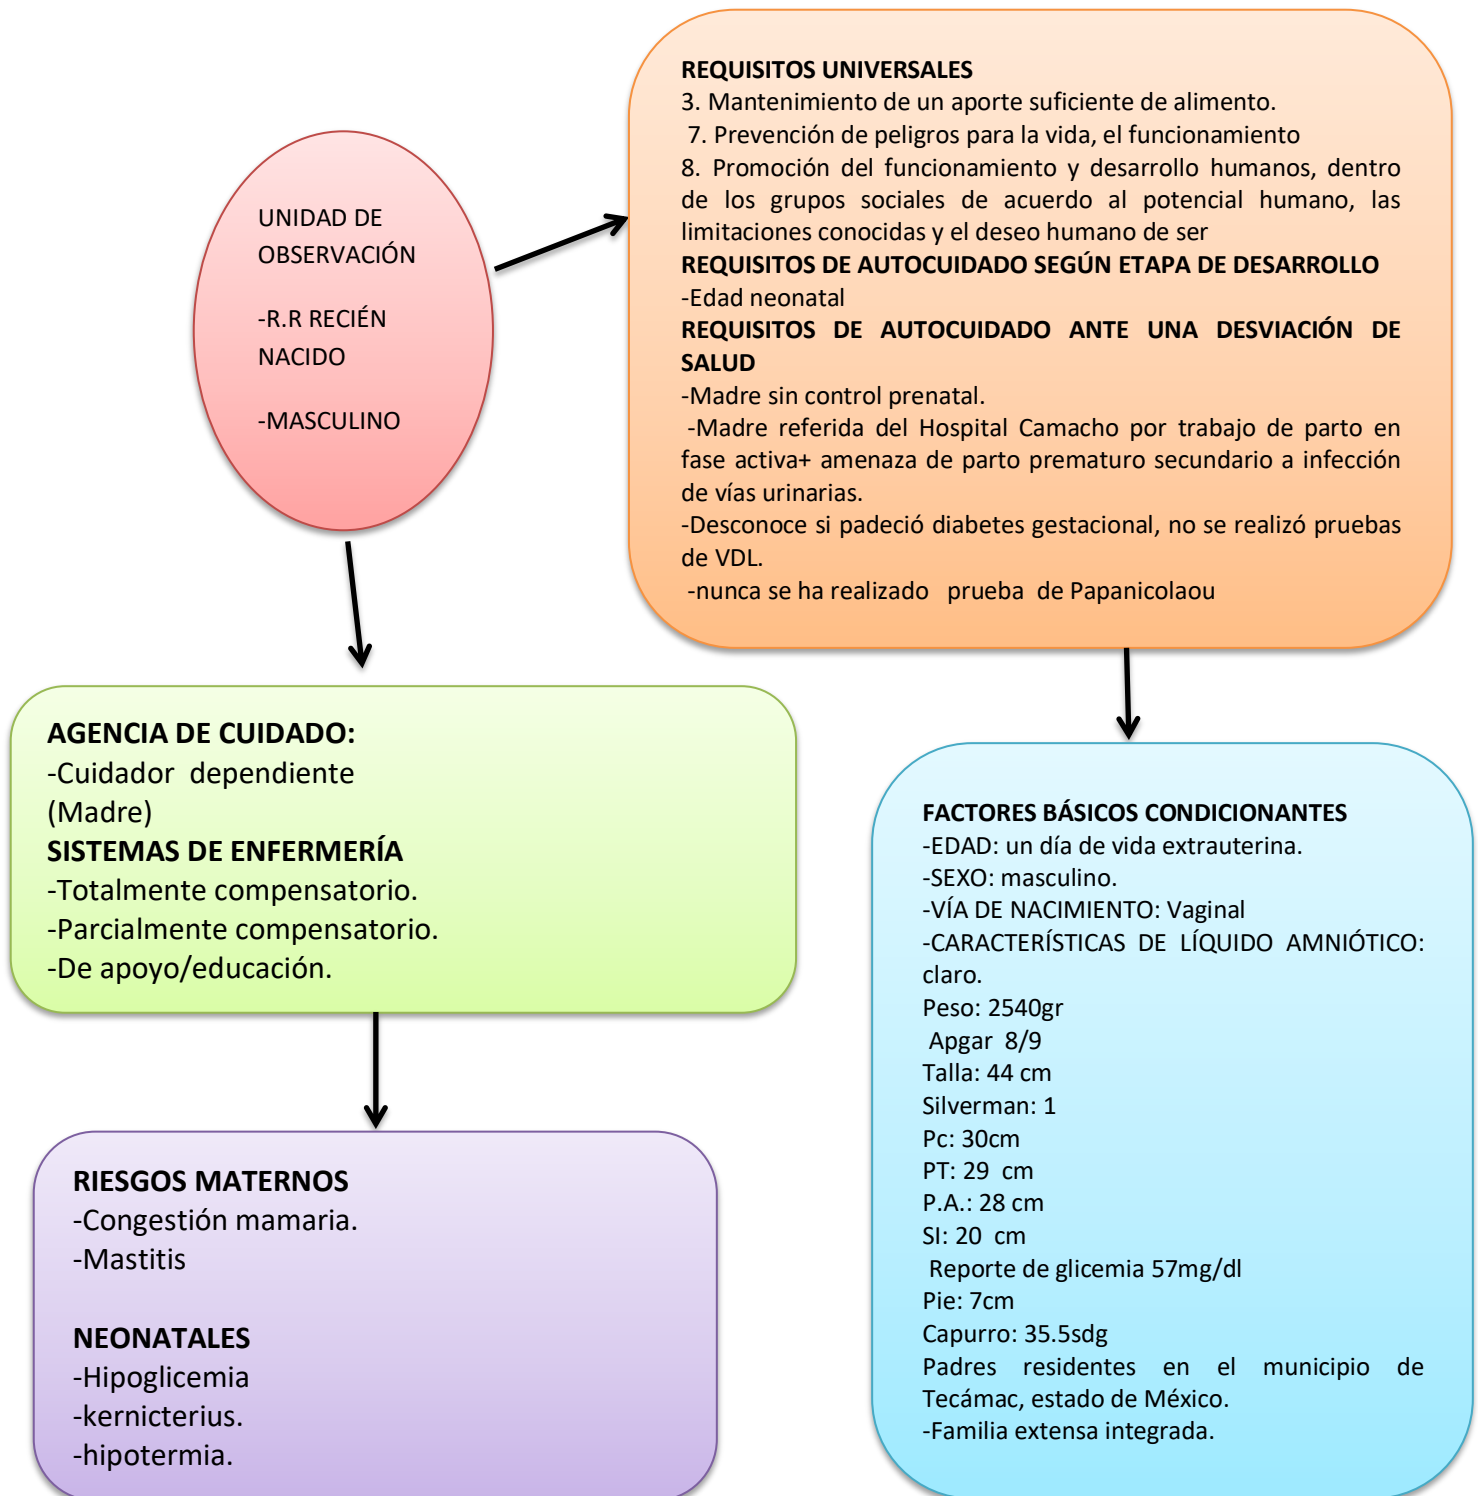 UNIDAD DE
OBSERVACIÓN
-R.R RECIÉN
NACIDO
-MASCULINO
REQUISITOS UNIVERSALES
3. Mantenimiento de un aporte suficiente de alimento.
7. Prevención de peligros para la vida, el funcionamiento
8. Promoción del funcionamiento y desarrollo humanos, dentro
de los grupos sociales de acuerdo al potencial humano, las
limitaciones conocidas y el deseo humano de ser
REQUISITOS DE AUTOCUIDADO SEGÚN ETAPA DE DESARROLLO
-Edad neonatal
REQUISITOS DE AUTOCUIDADO ANTE UNA DESVIACIÓN DE
SALUD
-Madre sin control prenatal.
-Madre referida del Hospital Camacho por trabajo de parto en
fase activa+ amenaza de parto prematuro secundario a infección
de vías urinarias.
-Desconoce si padeció diabetes gestacional, no se realizó pruebas
de VDL.
-nunca se ha realizado prueba de Papanicolaou
AGENCIA DE CUIDADO:
-Cuidador dependiente
(Madre)
SISTEMAS DE ENFERMERÍA
-Totalmente compensatorio.
-Parcialmente compensatorio.
-De apoyo/educación.
FACTORES BÁSICOS CONDICIONANTES
-EDAD: un día de vida extrauterina.
-SEXO: masculino.
-VÍA DE NACIMIENTO: Vaginal
-CARACTERÍSTICAS DE LÍQUIDO AMNIÓTICO:
claro.
Peso: 2540gr
Apgar 8/9
Talla: 44 cm
Silverman: 1
Pc: 30cm
PT: 29 cm
P.A.: 28 cm
SI: 20 cm
Reporte de glicemia 57mg/dl
Pie: 7cm
Capurro: 35.5sdg
Padres residentes en el municipio de
Tecámac, estado de México.
-Familia extensa integrada.
RIESGOS MATERNOS
-Congestión mamaria.
-Mastitis
NEONATALES
-Hipoglicemia
-kernicterius.
-hipotermia.